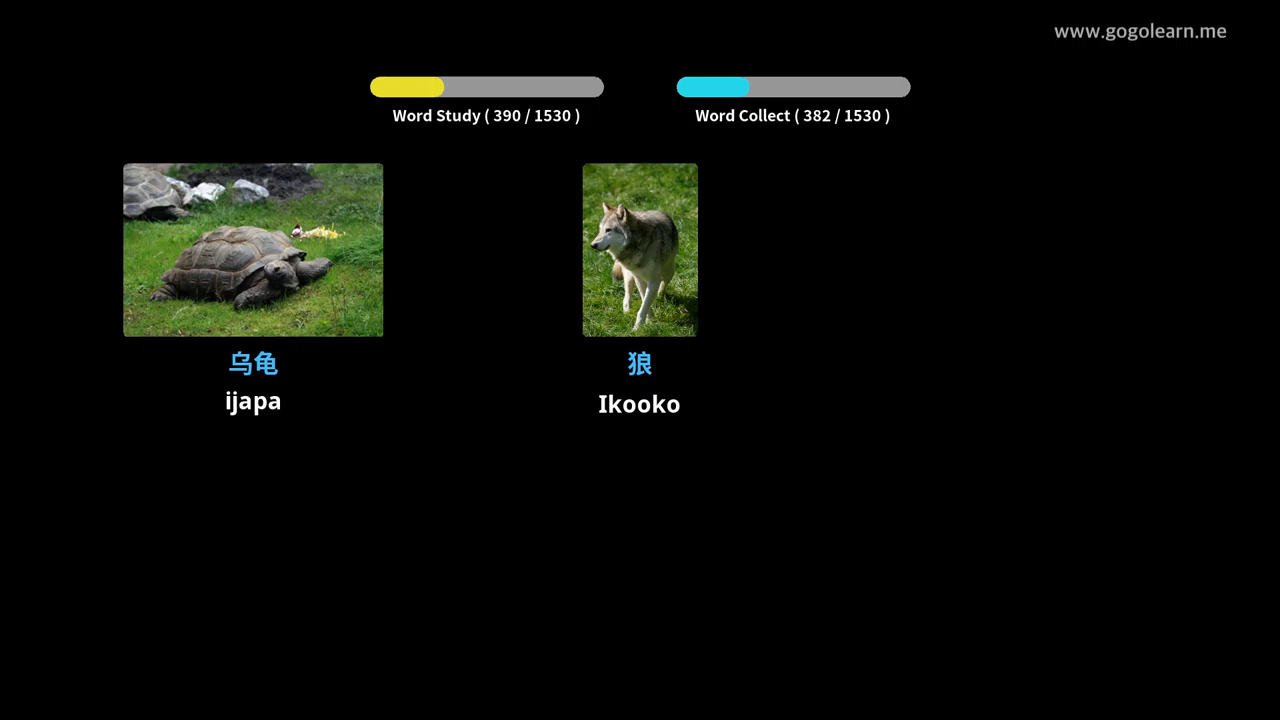 www.gogolearn.me
Word Study ( 390 / 1530 )
Word Collect ( 382 / 1530 )
乌龟
ijapa
狼
Ikooko